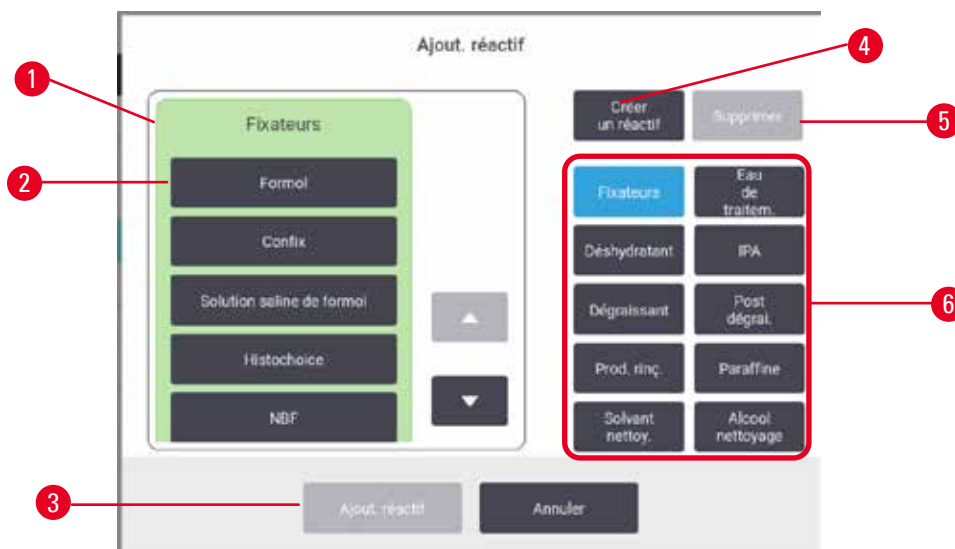 Ajout. réactif
4
1
Créer
un réactif
Supprimer
5
Fixateurs
2
Formol
Fixateurs
Eau
de
traitem.
Confix
Déshydratant
IPA
Solution saline de formol
Dégraissant
Post
dégrai.
6
Histochoice
Prod. rinç.
Paraffine
NBF
Solvant
nettoy.
Alcool
nettoyage
3
Ajout. réactif
Annuler